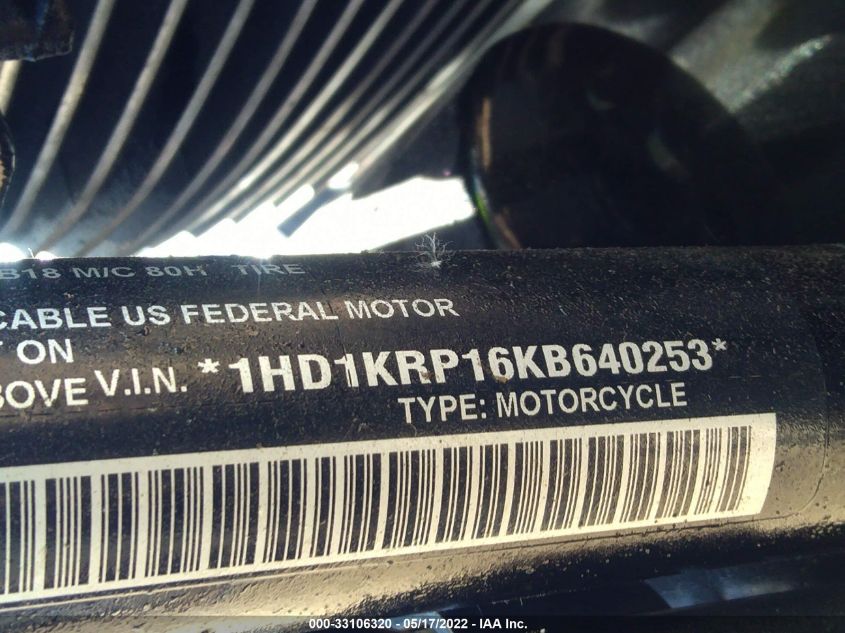 B18 M/C 80H TIRE
CABLE US FEDERAL MOTOR
ON
BOVE V.I.N. *1HD1KRP16KB640253*
TYPE: MOTORCYCLE
000-33106320 - 05/17/2022 - IAA Inc.